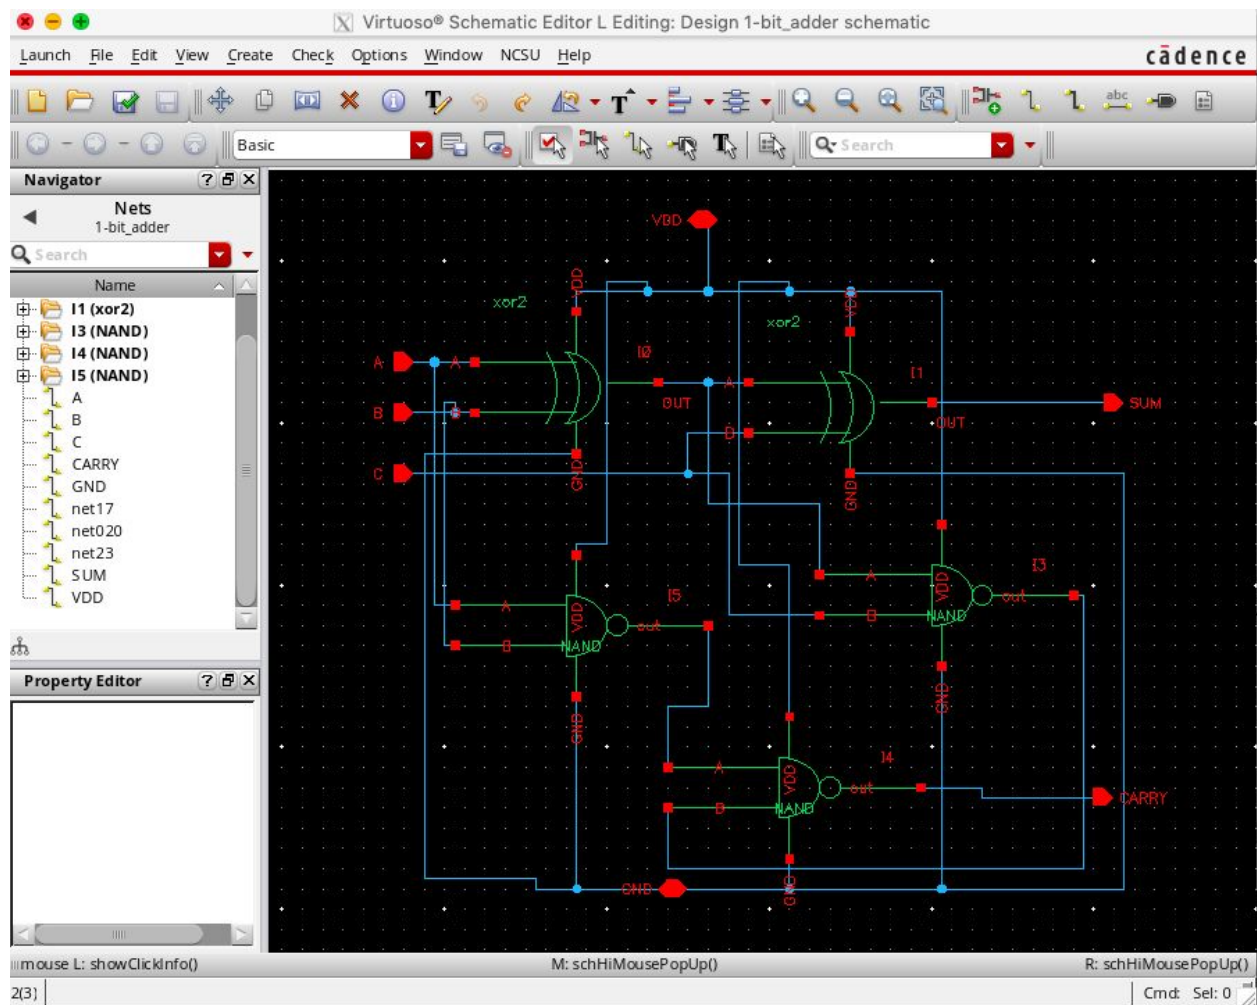 Virtuoso® Schematic Editor L Editing: Design 1-bit_adder schematic
Launch File Edit View Create Check Options Window NCSU Help
cādence
abc
Basic
Search
Navigator
Nets
1-bit_adder
Search
Name
I1 (xor2)
I3 (NAND)
I4 (NAND)
I5 (NAND)
A
B
C
CARRY
GND
net17
net020
net23
SUM
VDD
Property Editor
VDD
VDD
xor2
VDD
xor2
A
A
I0
I1
OUT
A
SUM
B
B
OUT
B
C
GND
GND
I3
A
VDD
out
I5
A
VDD
out
B
NAND
B
NAND
GND
GND
I4
A
VDD
out
B
NAND
CARRY
GND
GND
mouse L: showClickInfo()
M: schHiMousePopUp()
R: schHiMousePopUp()
2(3)
Cmd: Sel: 0